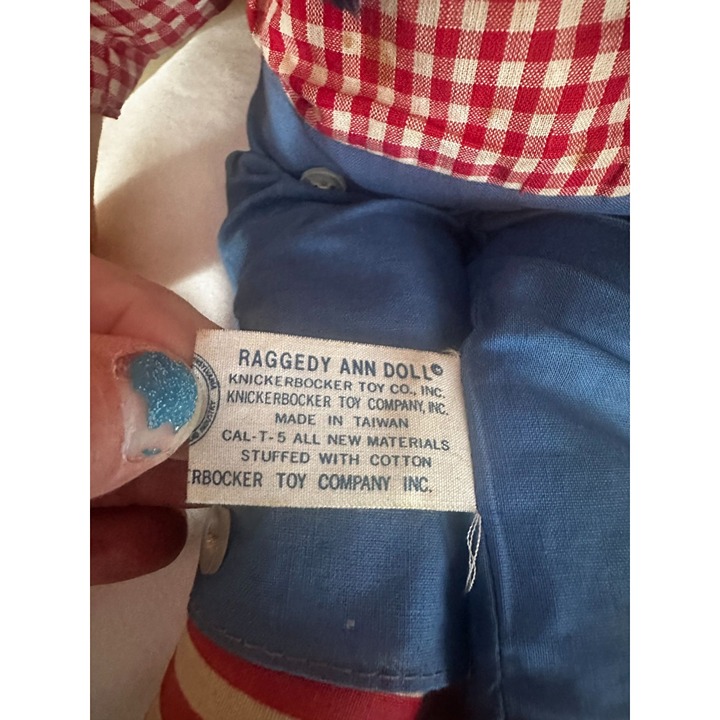 RAGGEDY ANN DOLL©
KNICKERBOCKER TOY CO., INC.
KNICKERBOCKER TOY COMPANY, INC.
MADE IN TAIWAN
CAL-T-5 ALL NEW MATERIALS
STUFFED WITH COTTON
RBOCKER TOY COMPANY INC.